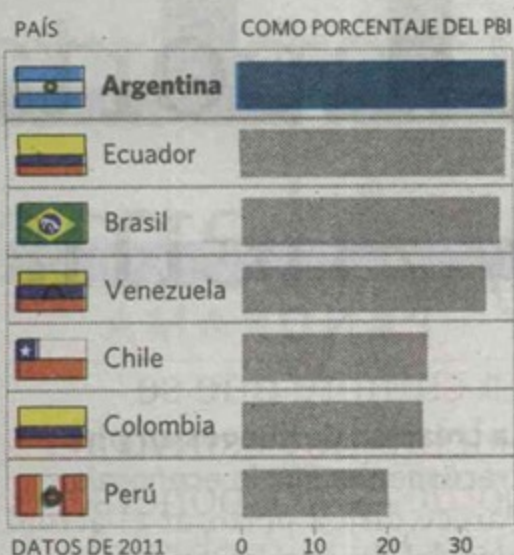 PAÍS COMO PORCENTAJE DEL PBI
Argentina
Ecuador
Brasil
Venezuela
Chile
Colombia
Perú
DATOS DE 2011 0 10 20 30